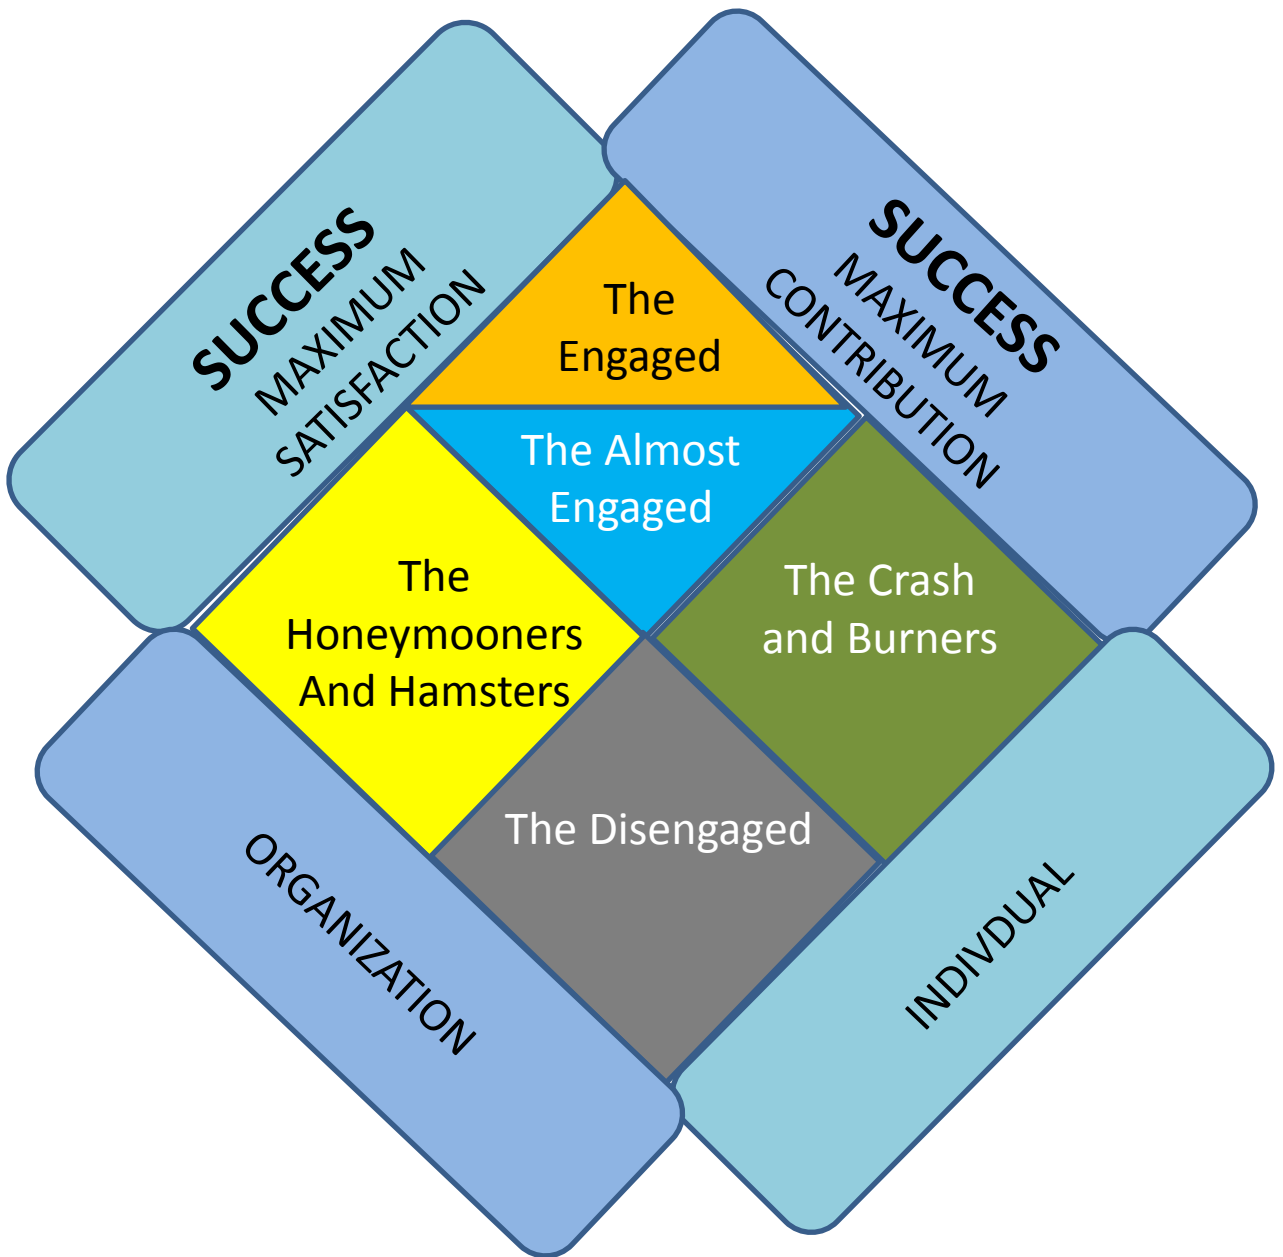 SUCCESS
MAXIMUM
SATISFACTION
SUCCESS
MAXIMUM
CONTRIBUTION
The
Engaged
The Almost
Engaged
The
Honeymooners
And Hamsters
The Crash
and Burners
The Disengaged
ORGANIZATION
INDIVDUAL